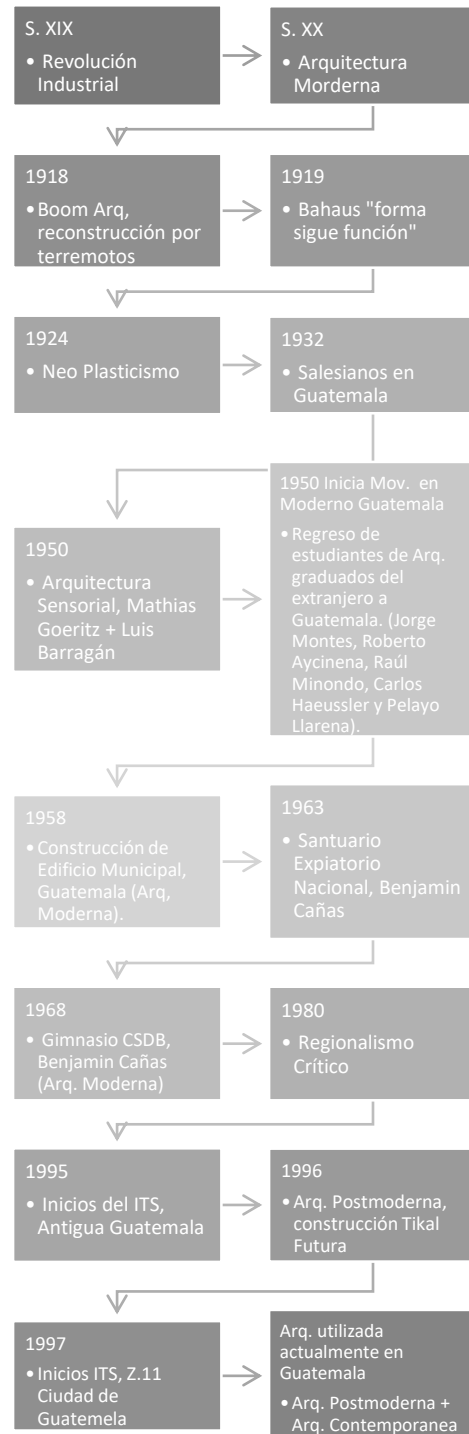 S. XIX
• Revolución
Industrial
S. XX
• Arquitectura
Morderna
1918
• Boom Arq,
reconstrucción por
terremotos
1919
• Bahaus "forma
sigue función"
1924
• Neo Plasticismo
1932
• Salesianos en
Guatemala
1950
• Arquitectura
Sensorial, Mathias
Goeritz + Luis
Barragán
1950 Inicia Mov. en
Moderno Guatemala
• Regreso de
estudiantes de Arq.
graduados del
extranjero a
Guatemala. (Jorge
Montes, Roberto
Aycinena, Raúl
Minondo, Carlos
Haeussler y Pelayo
Llarena).
1958
• Construcción de
Edificio Municipal,
Guatemala (Arq,
Moderna).
1963
• Santuario
Expiatorio
Nacional, Benjamin
Cañas
1968
• Gimnasio CSDB,
Benjamin Cañas
(Arq. Moderna)
1980
• Regionalismo
Crítico
1995
• Inicios del ITS,
Antigua Guatemala
1996
• Arq. Postmoderna,
construcción Tikal
Futura
1997
• Inicios ITS, Z.11
Ciudad de
Guatemela
Arq. utilizada
actualmente en
Guatemala
• Arq. Postmoderna +
Arq. Contemporanea